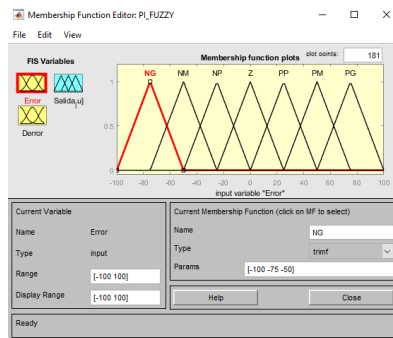 Membership Function Editor: PI_FUZZY
File Edit View
FIS Variables
Membership function plots
plot points:
181
NG NM NP Z PP PM PG
Error
Salida,u]
Derror
1
0.5
0
-100 -80 -60 -40 -20 0 20 40 60 80 100
input variable "Error"
Current Variable
Name Error
Type input
Range [-100 100]
Display Range [-100 100]
Current Membership Function (click on MF to select)
Name NG
Type trimf
Params [-100 -75 -50]
Help Close
Ready